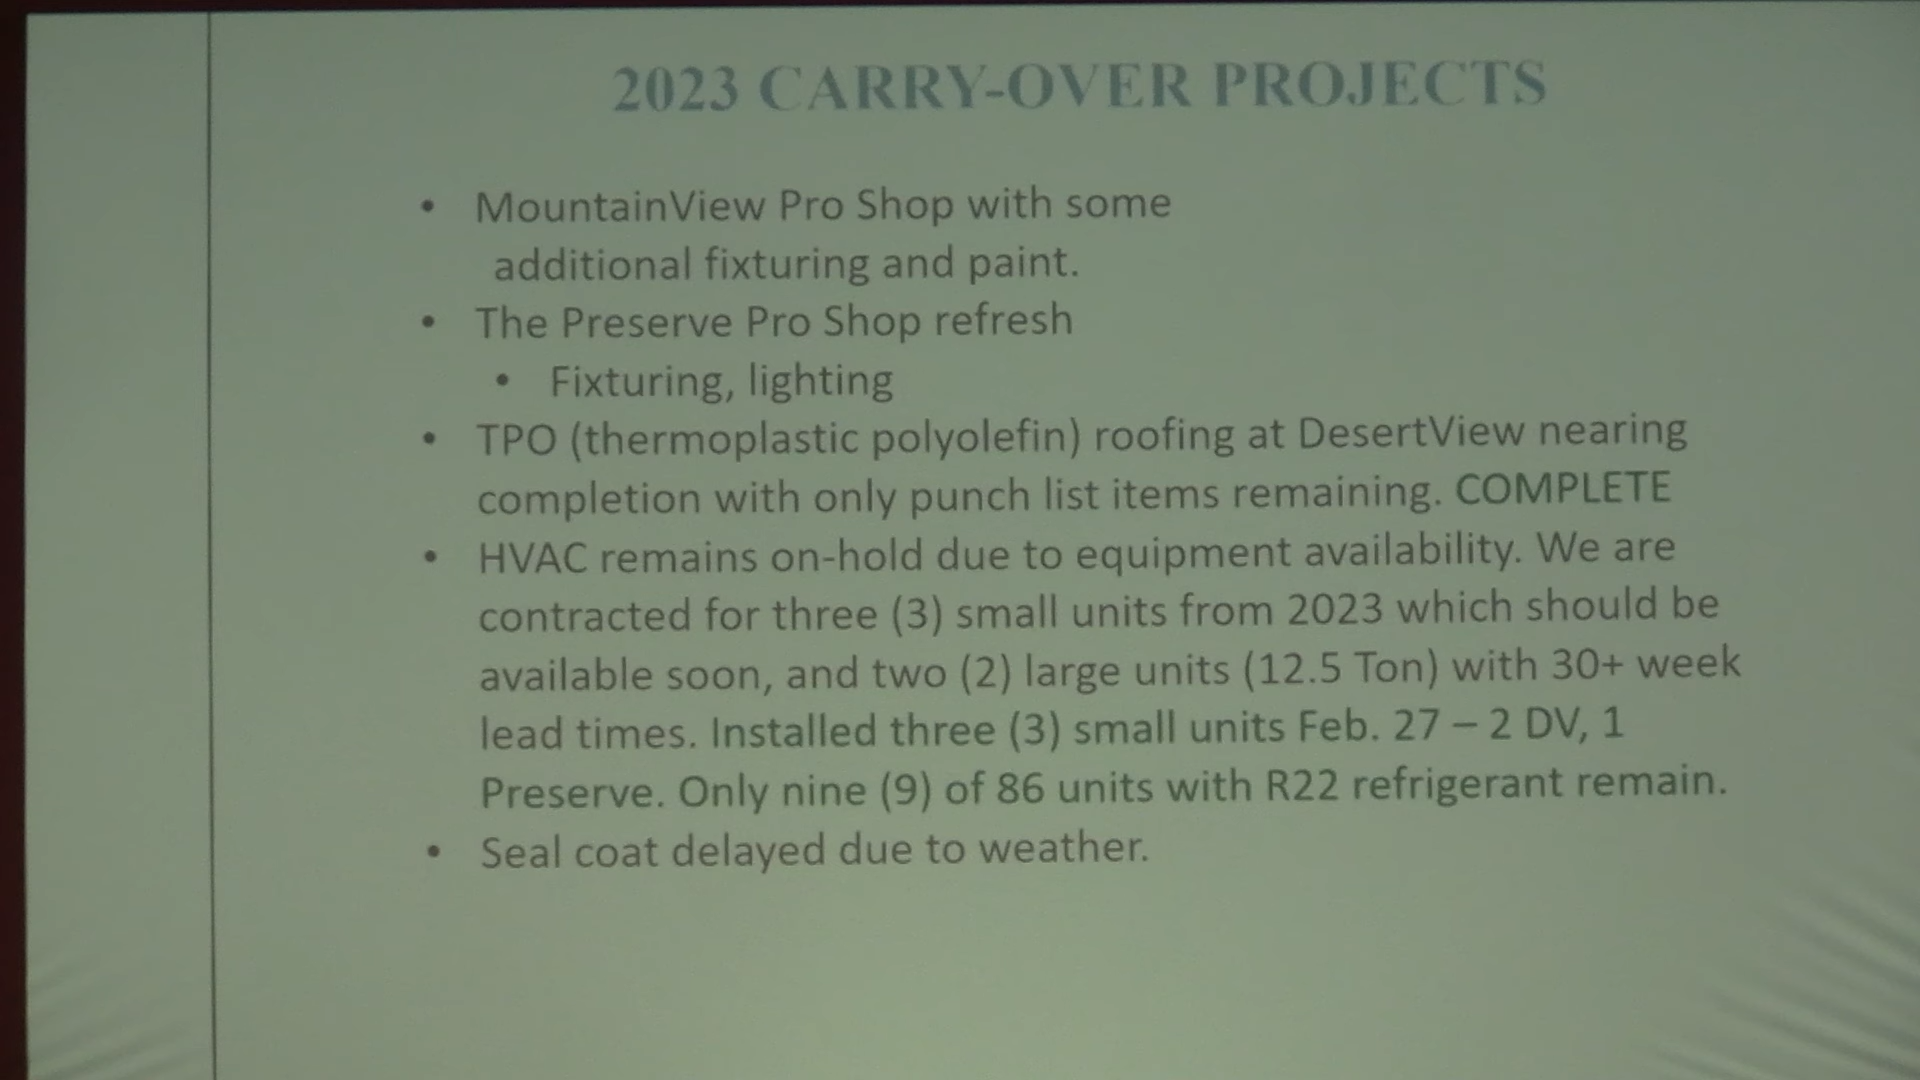 2023 CARRY-OVER PROJECTS
• MountainView Pro Shop with some
additional fixturing and paint.
• The Preserve Pro Shop refresh
• Fixturing, lighting
• TPO (thermoplastic polyolefin) roofing at DesertView nearing
completion with only punch list items remaining. COMPLETE
• HVAC remains on-hold due to equipment availability. We are
contracted for three (3) small units from 2023 which should be
available soon, and two (2) large units (12.5 Ton) with 30+ week
lead times. Installed three (3) small units Feb. 27 – 2 DV, 1
Preserve. Only nine (9) of 86 units with R22 refrigerant remain.
• Seal coat delayed due to weather.